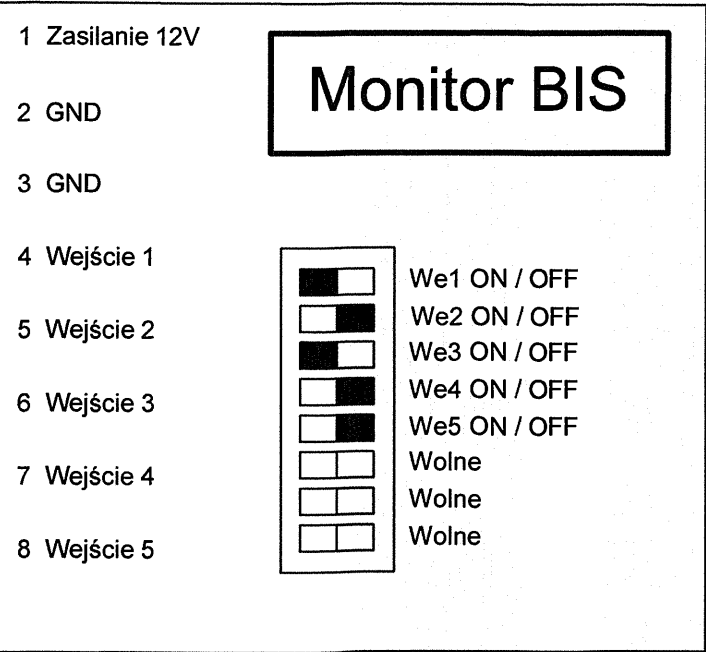 1 Zasilanie 12V
Monitor BIS
2 GND
3 GND
4 Wejście 1
5 Wejście 2
6 Wejście 3
7 Wejście 4
8 Wejście 5
We1 ON / OFF
We2 ON / OFF
We3 ON / OFF
We4 ON / OFF
We5 ON / OFF
Wolne
Wolne
Wolne